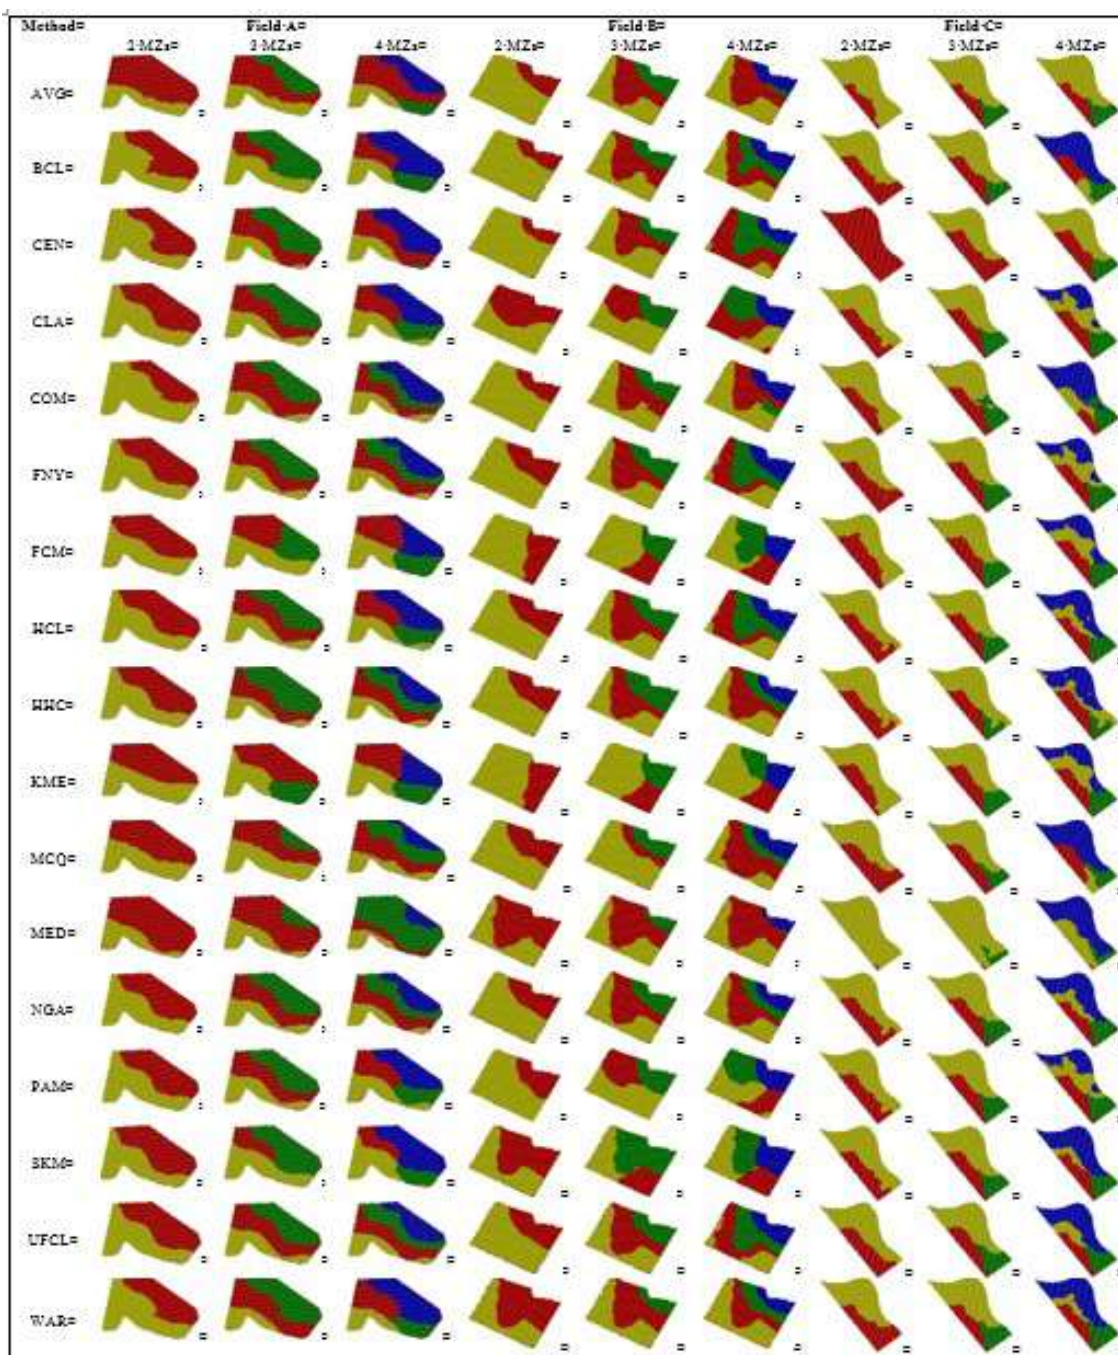 Method= Field·A= Field·B= Field·C=
2·MZs= 3·MZs= 4·MZs= 2·MZs= 3·MZs= 4·MZs= 2·MZs= 3·MZs= 4·MZs=
AVG=
BCL=
CEN=
CLA=
COM=
FNY=
FCM=
HCL=
HHC=
KME=
MCQ=
MED=
NGA=
PAM=
SKM=
UFCL=
WAR=